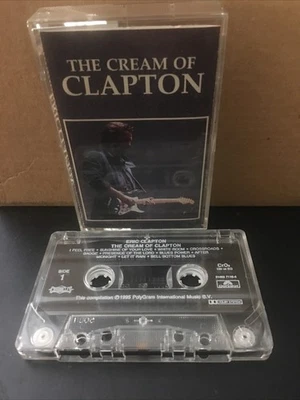 THE CREAM OF
CLAPTON
ERIC CLAPTON
THE CREAM OF CLAPTON
I FEEL FREE • SUNSHINE OF YOUR LOVE • WHITE ROOM • CROSSROADS
BADGE • PRESENCE OF THE LORD • BLUES POWER • AFTER
MIDNIGHT • LET IT RAIN • BELL BOTTOM BLUES
SIDE
1
CrO₂
This compilation ℗ PolyGram International Music B.V.